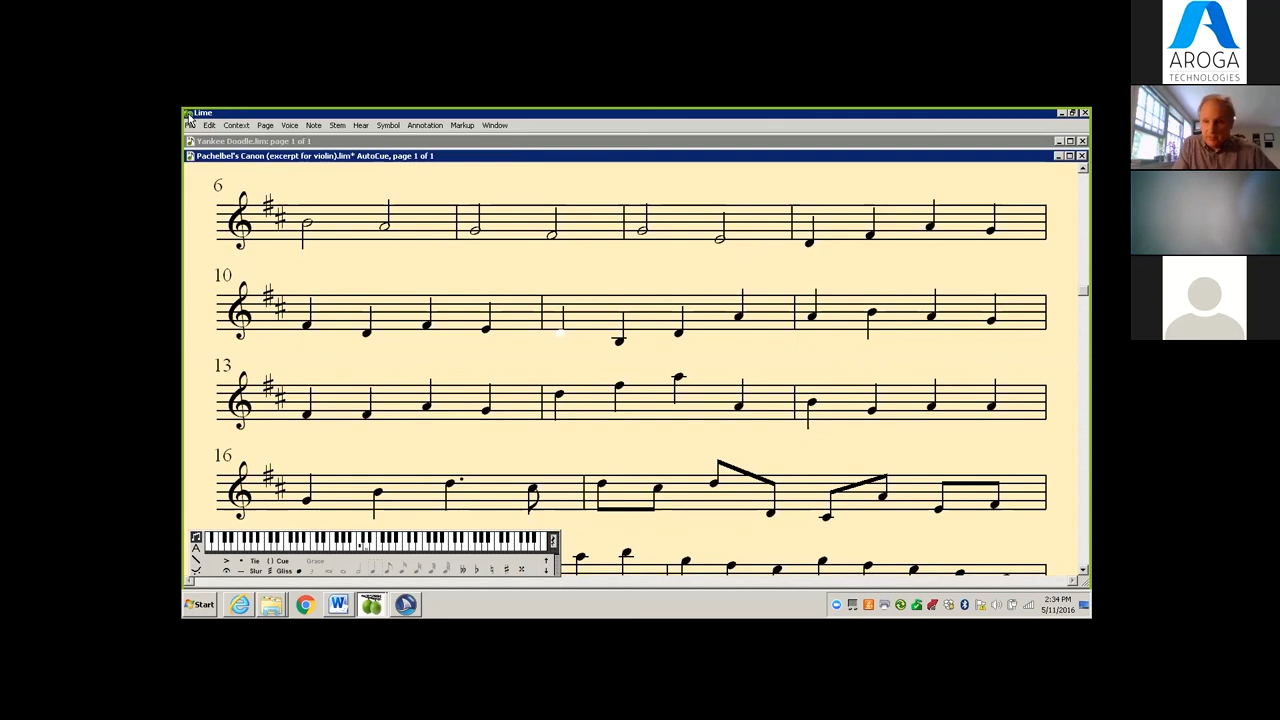 AROGA
TECHNOLOGIES
Lime
Edit Context Page Voice Note Stem Hear Symbol Annotation Markup Window
Yankee Doodle.lim: page 1 of 1
Pachelbel's Canon (excerpt for violin).lim* AutoCue, page 1 of 1
6
10
13
16
A
Tie ( ) Cue Grace
Slur Gliss
Start
2:34 PM
5/11/2016